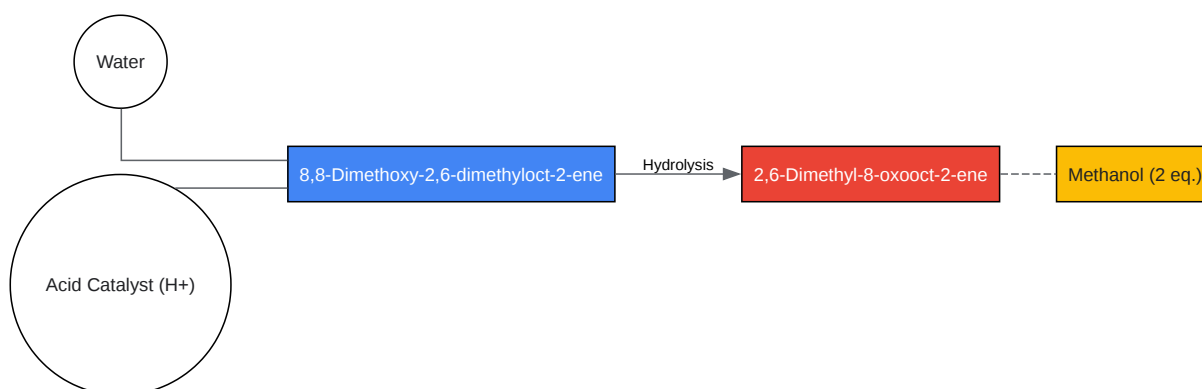 Water
Acid Catalyst (H+)
8,8-Dimethoxy-2,6-dimethyloct-2-ene
Hydrolysis
2,6-Dimethyl-8-oxooct-2-ene
Methanol (2 eq.)